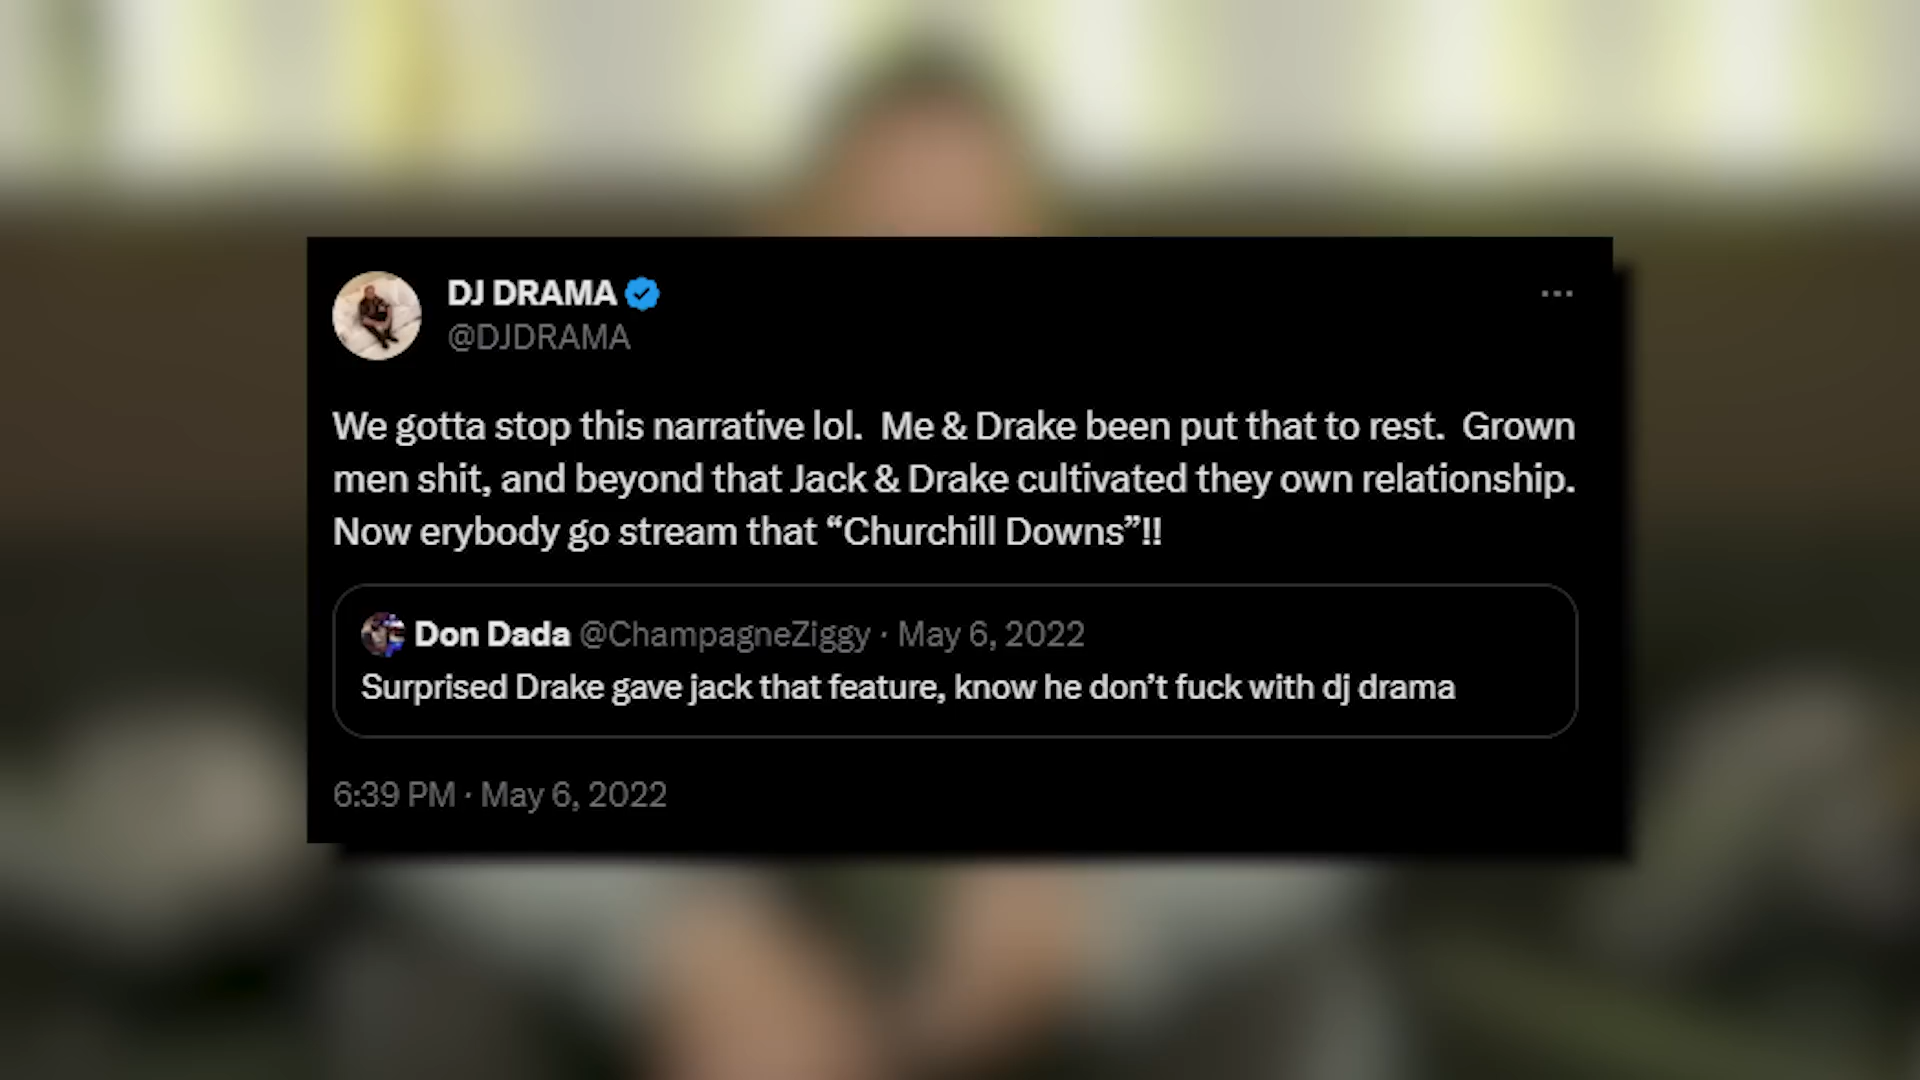 DJ DRAMA
@DJDRAMA
We gotta stop this narrative lol.  Me & Drake been put that to rest.  Grown
men shit, and beyond that Jack & Drake cultivated they own relationship.
Now erybody go stream that “Churchill Downs”!!
Don Dada @ChampagneZiggy · May 6, 2022
Surprised Drake gave jack that feature, know he don’t fuck with dj drama
6:39 PM · May 6, 2022